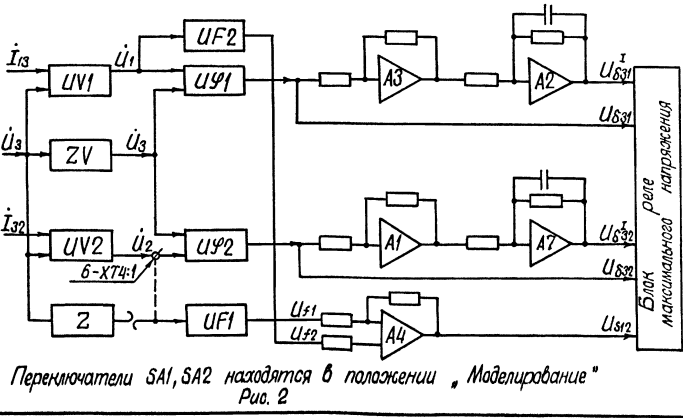 UF2
İ13 U̇1
UV1 Uφ1 A3 A2 U^I δ31
U̇3 ZV U̇3 Uδ31
İ32
UV2 U̇2 Uφ2 A1 A7 U^I δ32
6-XT4:1 Uδ32
Z UF1 Uf1 A4 Uδ12
Uf2
Блок реле
максимального напряжения
Переключатели SA1, SA2 находятся в положении „ Моделирование"
Рис. 2